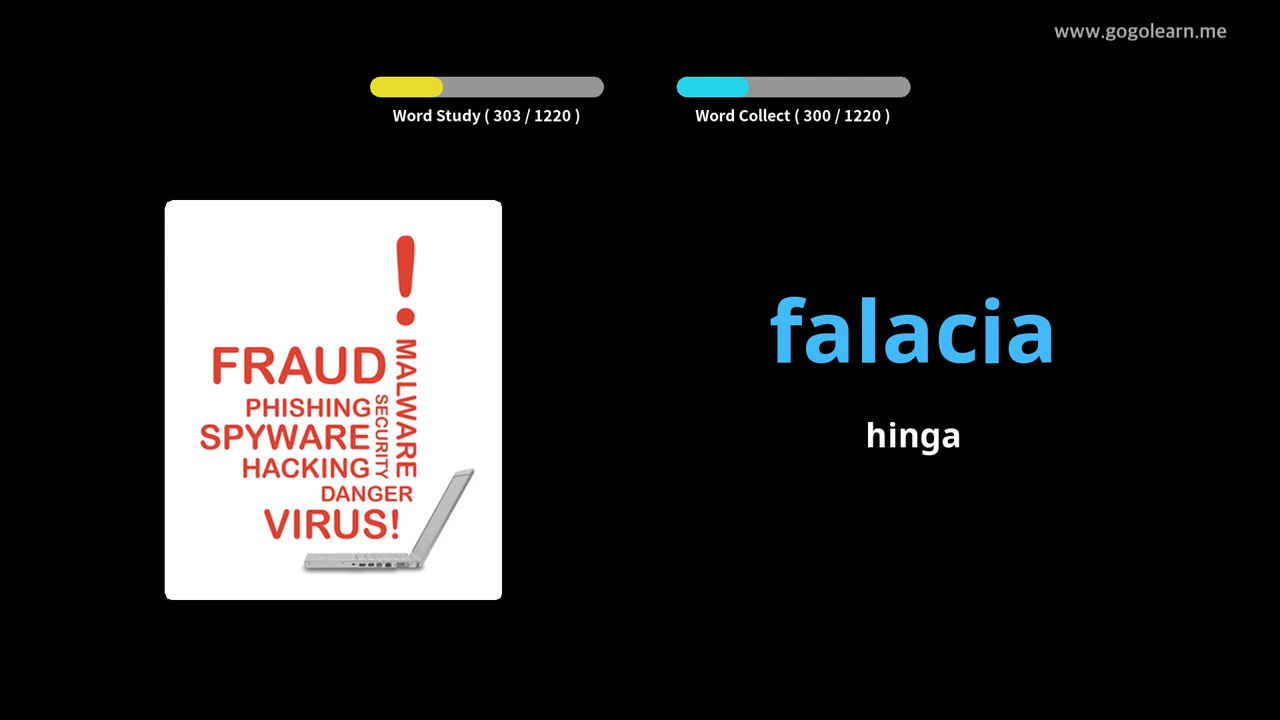 www.gogolearn.me
Word Study ( 303 / 1220 )
Word Collect ( 300 / 1220 )
!
FRAUD
MALWARE
PHISHING
SECURITY
SPYWARE
HACKING
DANGER
VIRUS!
falacia
hinga